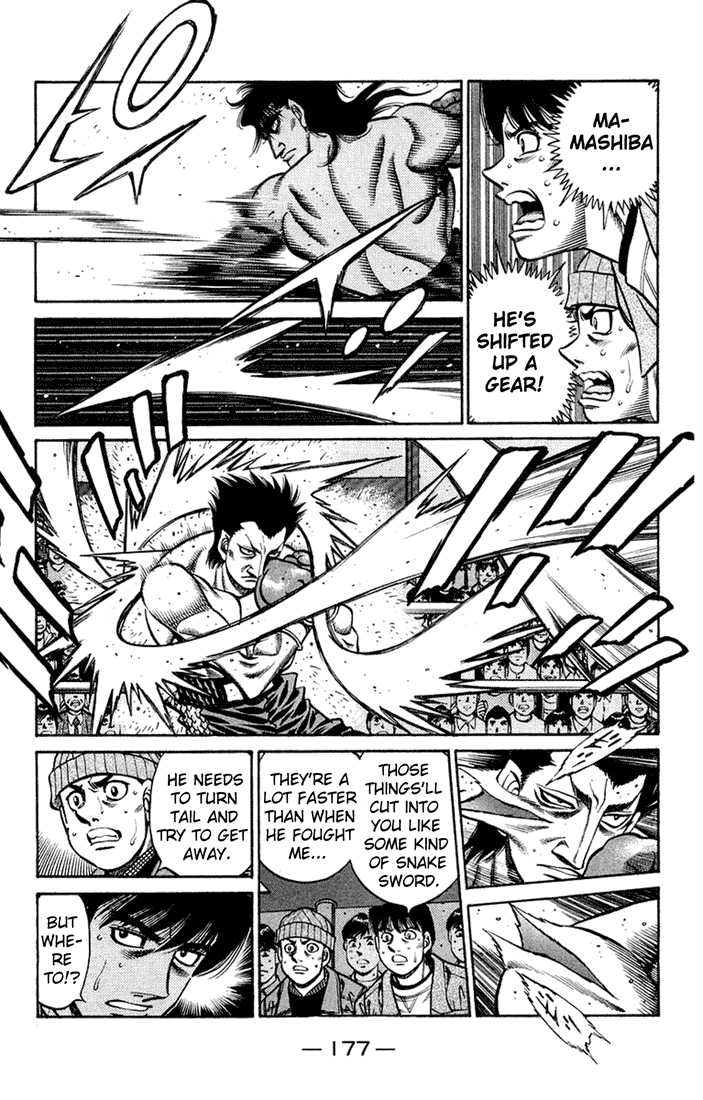 MA-
MASHIBA
...
HE'S
SHIFTED
UP A
GEAR!
THOSE
THINGS'LL
CUT INTO
YOU LIKE
SOME KIND
OF SNAKE
SWORD.
THEY'RE A
LOT FASTER
THAN WHEN
HE FOUGHT
ME...
HE NEEDS
TO TURN
TAIL AND
TRY TO GET
AWAY.
BUT
WHE-
RE
TO!?
— 177 —